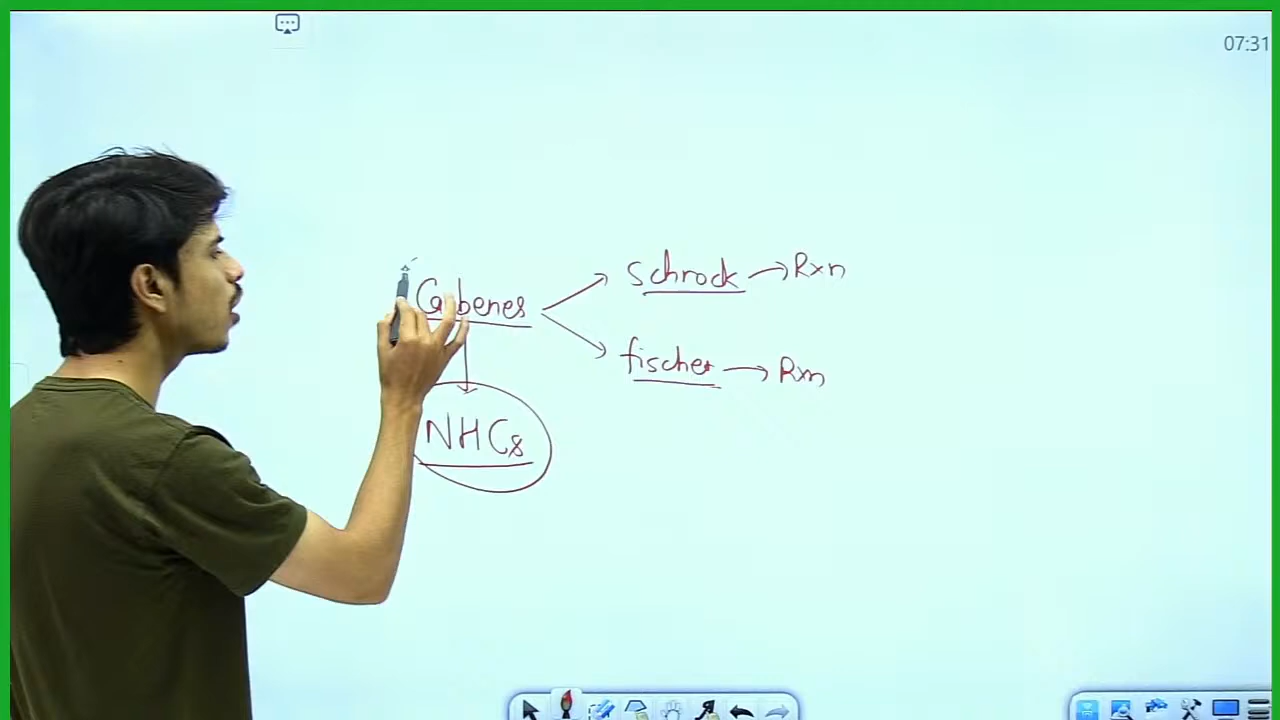 07:31
Schrock → Rxn
Carbenes
fischer → Rxn
NHCs